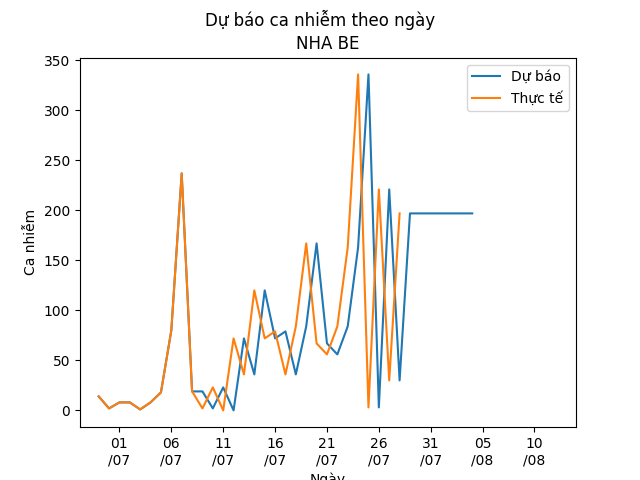 Dự báo ca nhiễm theo ngày
NHA BE
Dự báo
Thực tế
Ca nhiễm
350
300
250
200
150
100
50
0
01 06 11 16 21 26 31 05 10
/07 /07 /07 /07 /07 /07 /07 /08 /08
Ngày